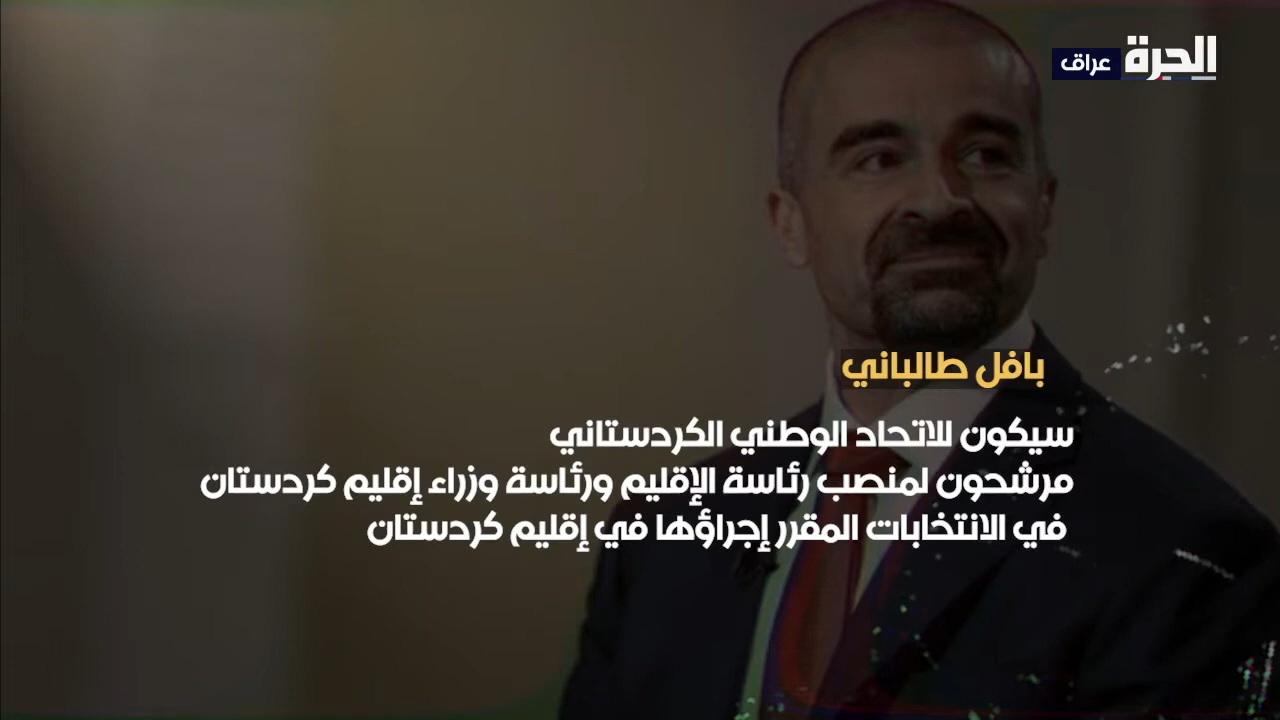 الحرة
عراق
بافل طالباني
سيكون للاتحاد الوطني الكردستاني
مرشحون لمنصب رئاسة الإقليم ورئاسة وزراء إقليم كردستان
في الانتخابات المقرر إجراؤها في إقليم كردستان